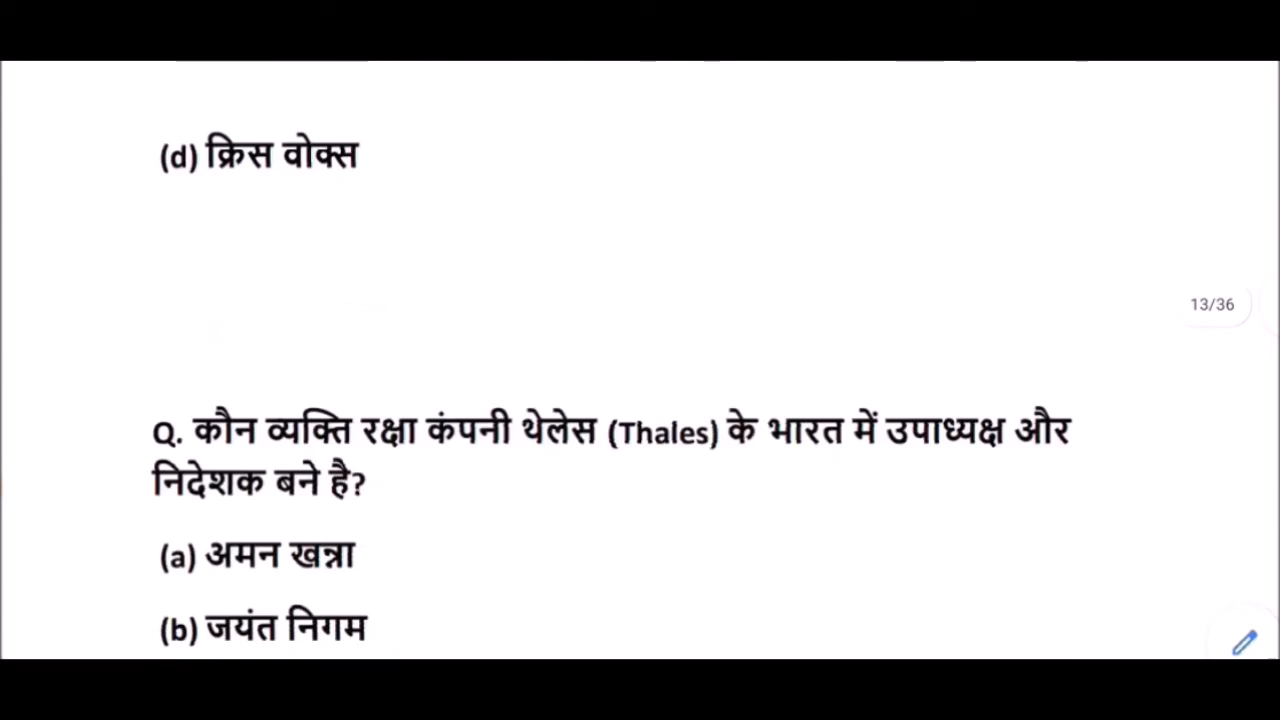 (d) क्रिस वोक्स
13/36
Q. कौन व्यक्ति रक्षा कंपनी थेलेस (Thales) के भारत में उपाध्यक्ष और
निदेशक बने है?
(a) अमन खन्ना
(b) जयंत निगम